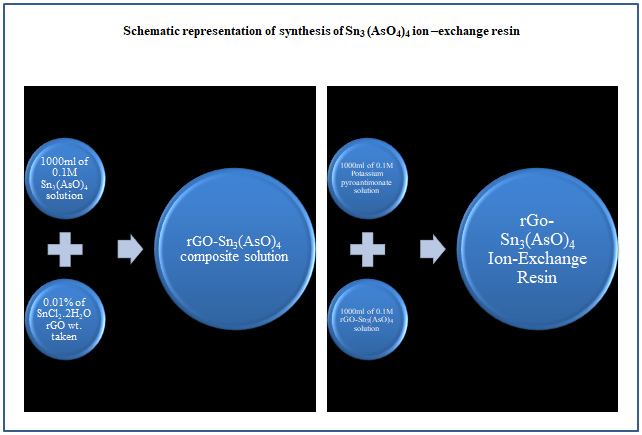 Schematic representation of synthesis of Sn₃ (AsO₄)₄ ion –exchange resin
1000ml of
0.1M
Sn₃(AsO)₄
solution
0.01% of
SnCl₂.2H₂O
rGO wt.
taken
rGO-Sn₃(AsO)₄
composite solution
1000ml of 0.1M
Potassium
pyroantimonate
solution
1000ml of 0.1M
rGO-Sn₃(AsO)₄
solution
rGo-
Sn₃(AsO)₄
Ion-Exchange
Resin